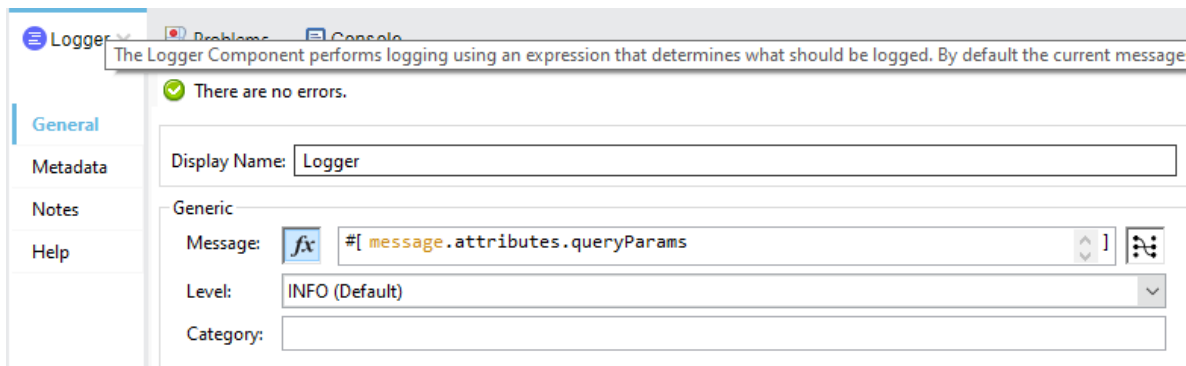 Logger Problems Console
The Logger Component performs logging using an expression that determines what should be logged. By default the current message
There are no errors.
General
Metadata
Notes
Help
Display Name: Logger
Generic
Message: fx #[ message.attributes.queryParams ]
Level: INFO (Default)
Category: